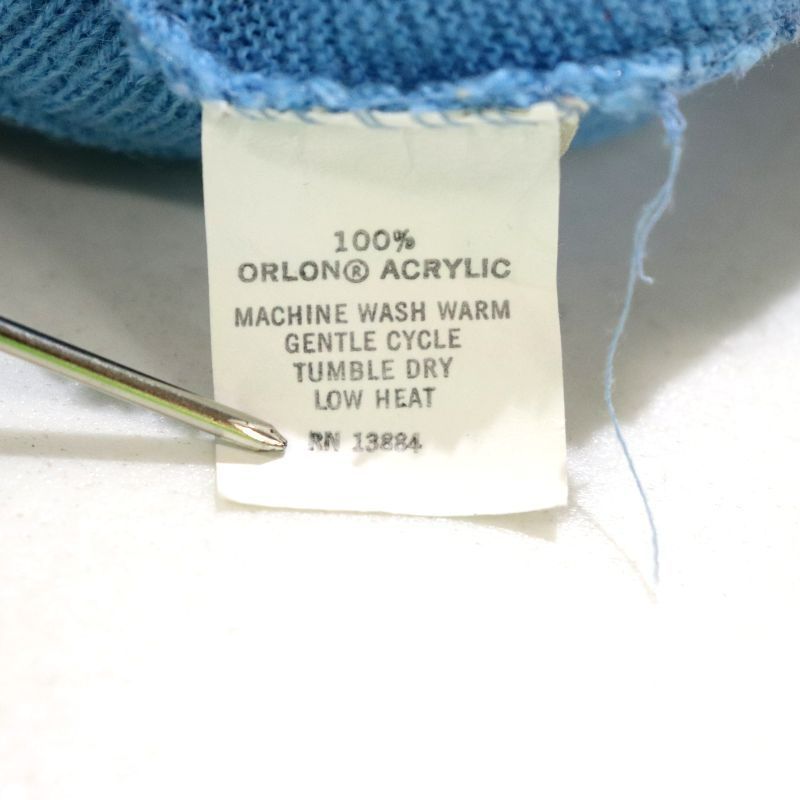 100%
ORLON® ACRYLIC
MACHINE WASH WARM
GENTLE CYCLE
TUMBLE DRY
LOW HEAT
RN 13884